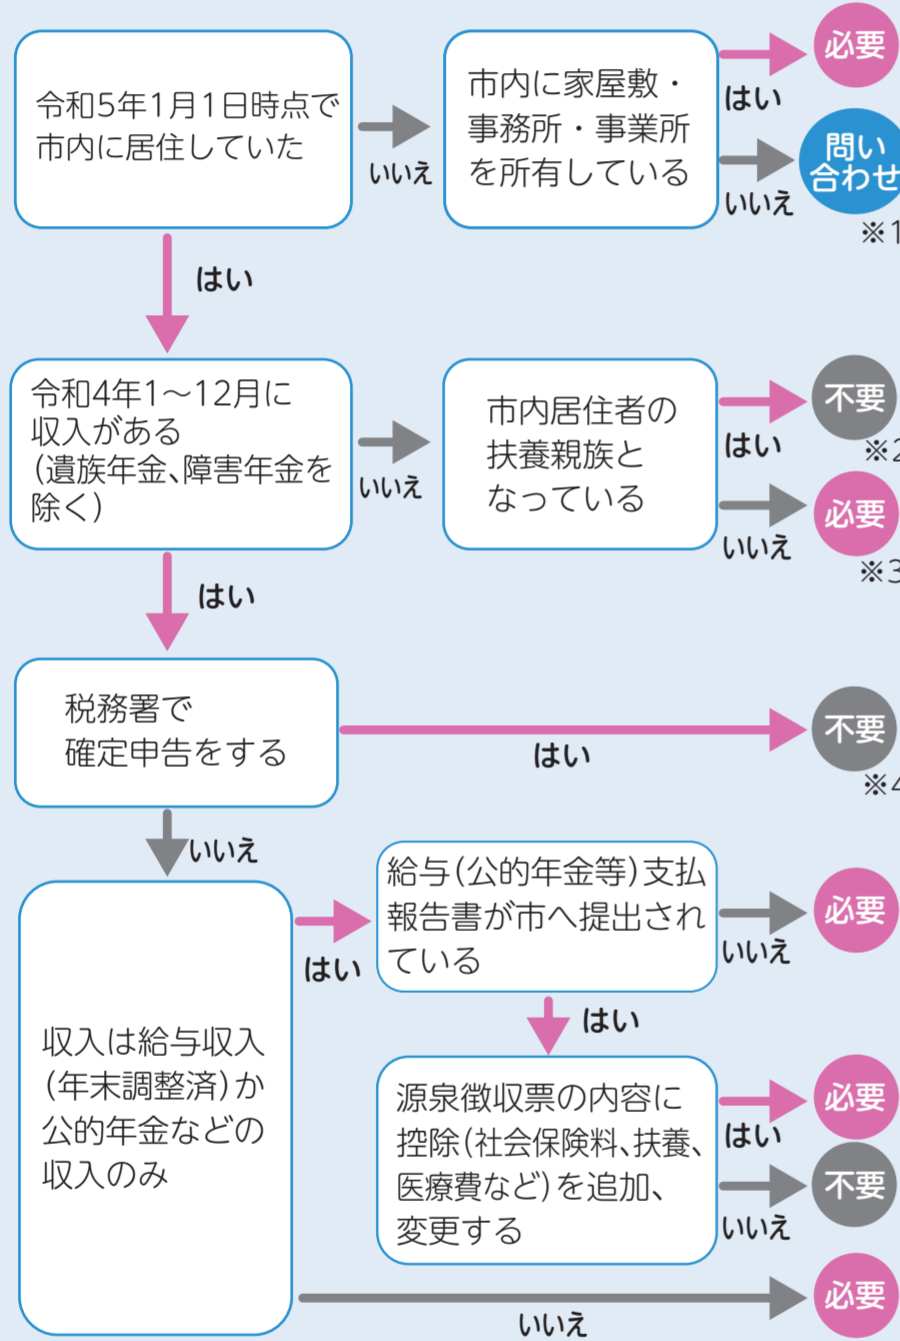 令和5年1月1日時点で
市内に居住していた
いいえ
市内に家屋敷・
事務所・事業所
を所有している
はい
必要
いいえ
問い
合わせ
※1
はい
令和4年1～12月に
収入がある
(遺族年金、障害年金を
除く)
いいえ
市内居住者の
扶養親族と
なっている
はい
不要
※2
いいえ
必要
※3
はい
税務署で
確定申告をする
はい
不要
※4
いいえ
収入は給与収入
(年末調整済)か
公的年金などの
収入のみ
はい
給与(公的年金等)支払
報告書が市へ提出され
ている
いいえ
必要
はい
源泉徴収票の内容に
控除(社会保険料、扶養、
医療費など)を追加、
変更する
はい
必要
いいえ
不要
いいえ
必要